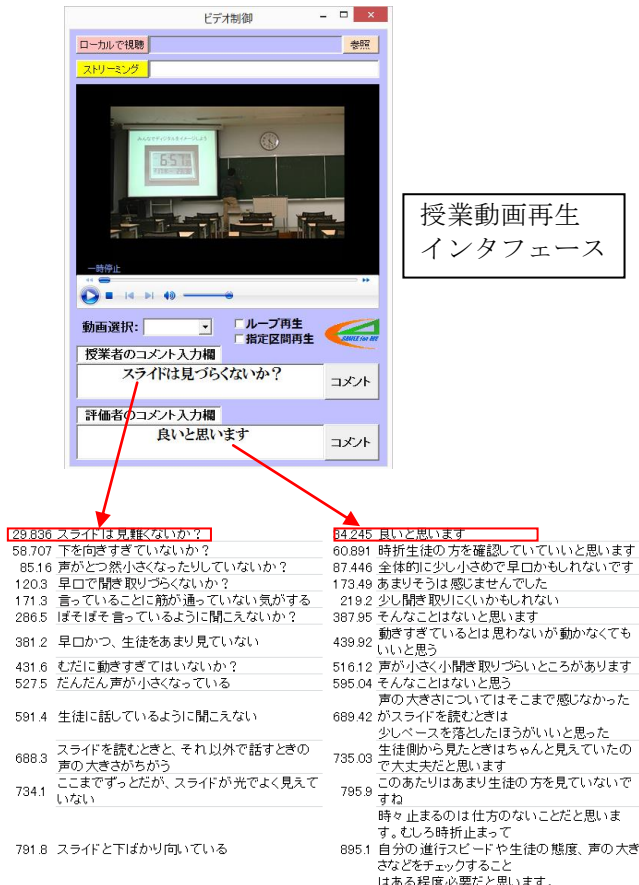 ビデオ制御
ローカルで視聴
参照
ストリーミング
みんなでディジタルをイメージしよう
6:57
一時停止
授業動画再生
インタフェース
動画選択:
ループ再生
指定区間再生
授業者のコメント入力欄
スライドは見づらくないか?
コメント
評価者のコメント入力欄
良いと思います
コメント
29.836 スライドは見難くないか?
58.707 下を向きすぎていないか?
85.16 声がとつ然小さくなったりしていないか?
120.3 早口で聞き取りづらくないか?
171.3 言っていることに筋が通っていない気がする
286.5 ぼそぼそ言っているように聞こえないか?
381.2 早口かつ、生徒をあまり見ていない
431.6 むだに動きすぎてはいないか?
527.5 だんだん声が小さくなっている
591.4 生徒に話しているように聞こえない
688.3 スライドを読むときと、それ以外で話すときの
声の大きさがちがう
734.1 ここまでずっとだが、スライドが光でよく見えて
いない
791.8 スライドと下ばかり向いている
34.245 良いと思います
60.891 時折生徒の方を確認していていいと思います
87.446 全体的に少し小さめで早口かもしれないです
173.49 あまりそうは感じませんでした
219.2 少し聞き取りにくいかもしれない
387.95 そんなことはないと思います
439.92 動きすぎているとは思わないが動かなくても
いいと思う
516.12 声が小さく小聞き取りづらいところがあります
595.04 そんなことはないと思う
声の大きさについてはそこまで感じなかった
689.42 がスライドを読むときは
少しペースを落としたほうがいいと思った
735.03 生徒側から見たときはちゃんと見えていたの
で大丈夫だと思います
795.9 このあたりはあまり生徒の方を見ていないで
すね
時々止まるのは仕方のないことだと思いま
す。むしろ時折止まって
895.1 自分の進行スピードや生徒の態度、声の大き
さなどをチェックすること
はある程度必要だと思います。